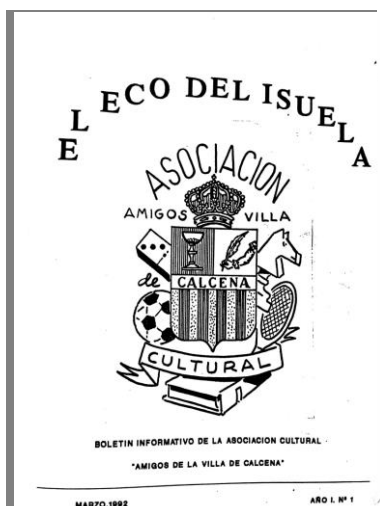 EL ECO DEL ISUELA
ASOCIACION
AMIGOS VILLA
de
CALCENA
CULTURAL
BOLETIN INFORMATIVO DE LA ASOCIACION CULTURAL
"AMIGOS DE LA VILLA DE CALCENA"
MARZO.1992 AÑO I. Nº 1